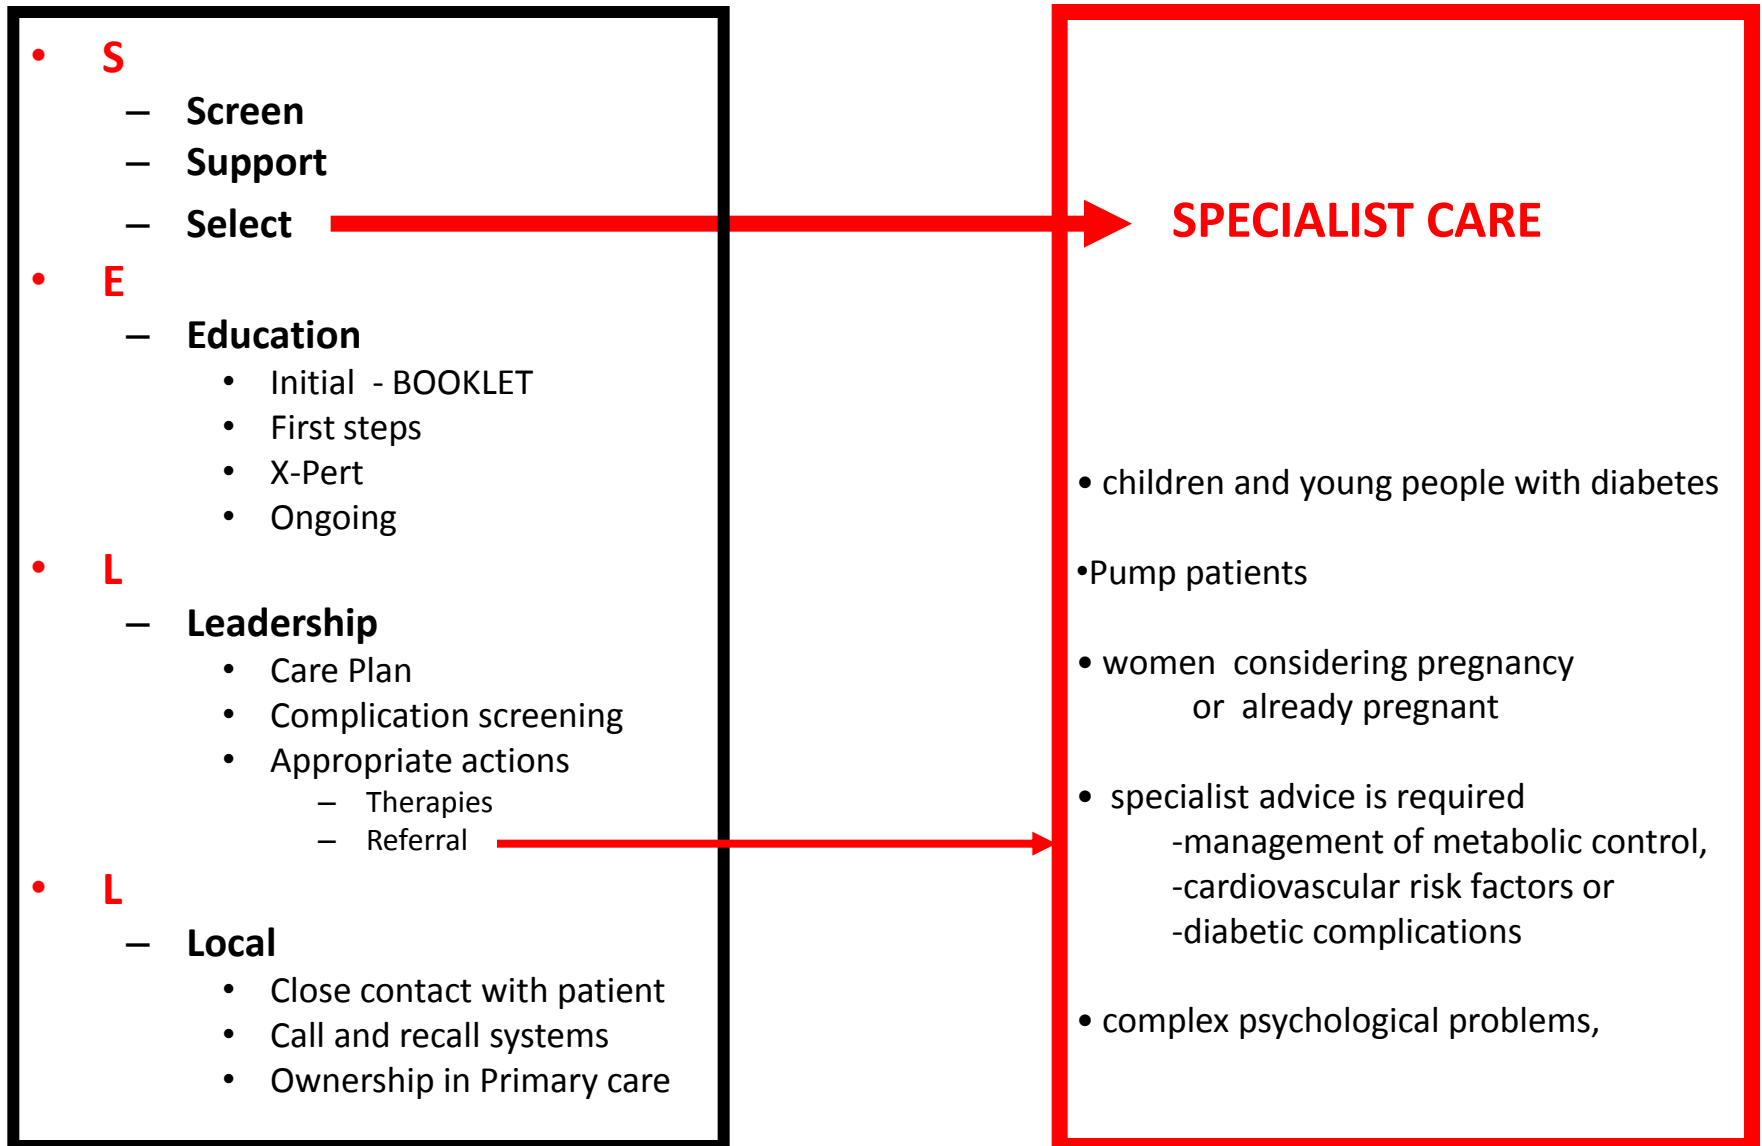 • S
– Screen
– Support
– Select
• E
– Education
• Initial - BOOKLET
• First steps
• X-Pert
• Ongoing
• L
– Leadership
• Care Plan
• Complication screening
• Appropriate actions
– Therapies
– Referral
• L
– Local
• Close contact with patient
• Call and recall systems
• Ownership in Primary care
SPECIALIST CARE
• children and young people with diabetes
•Pump patients
• women considering pregnancy
or already pregnant
• specialist advice is required
-management of metabolic control,
-cardiovascular risk factors or
-diabetic complications
• complex psychological problems,